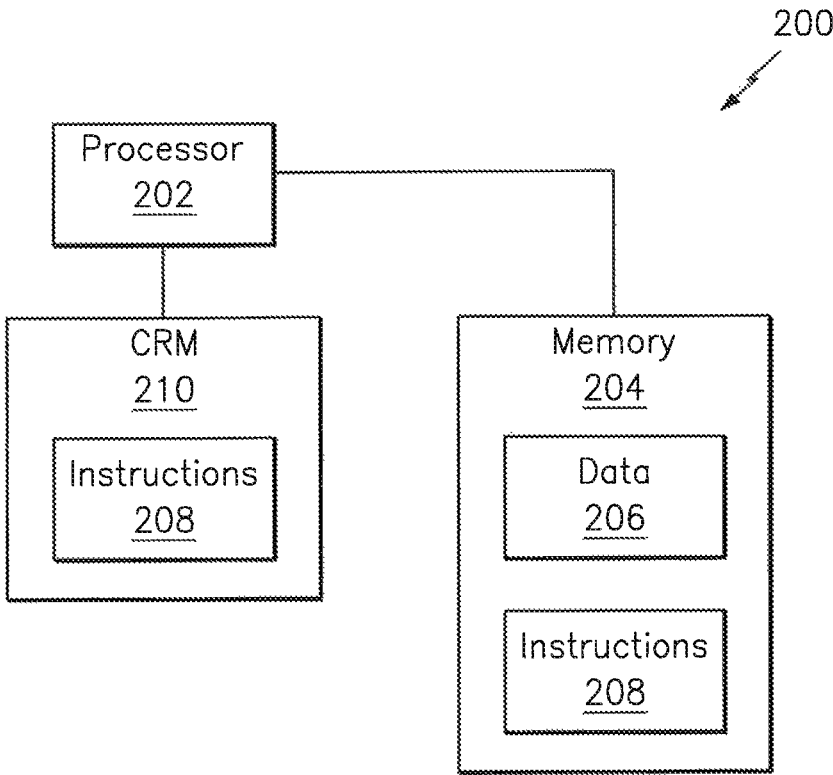 200
Processor
202
CRM
210
Instructions
208
Memory
204
Data
206
Instructions
208